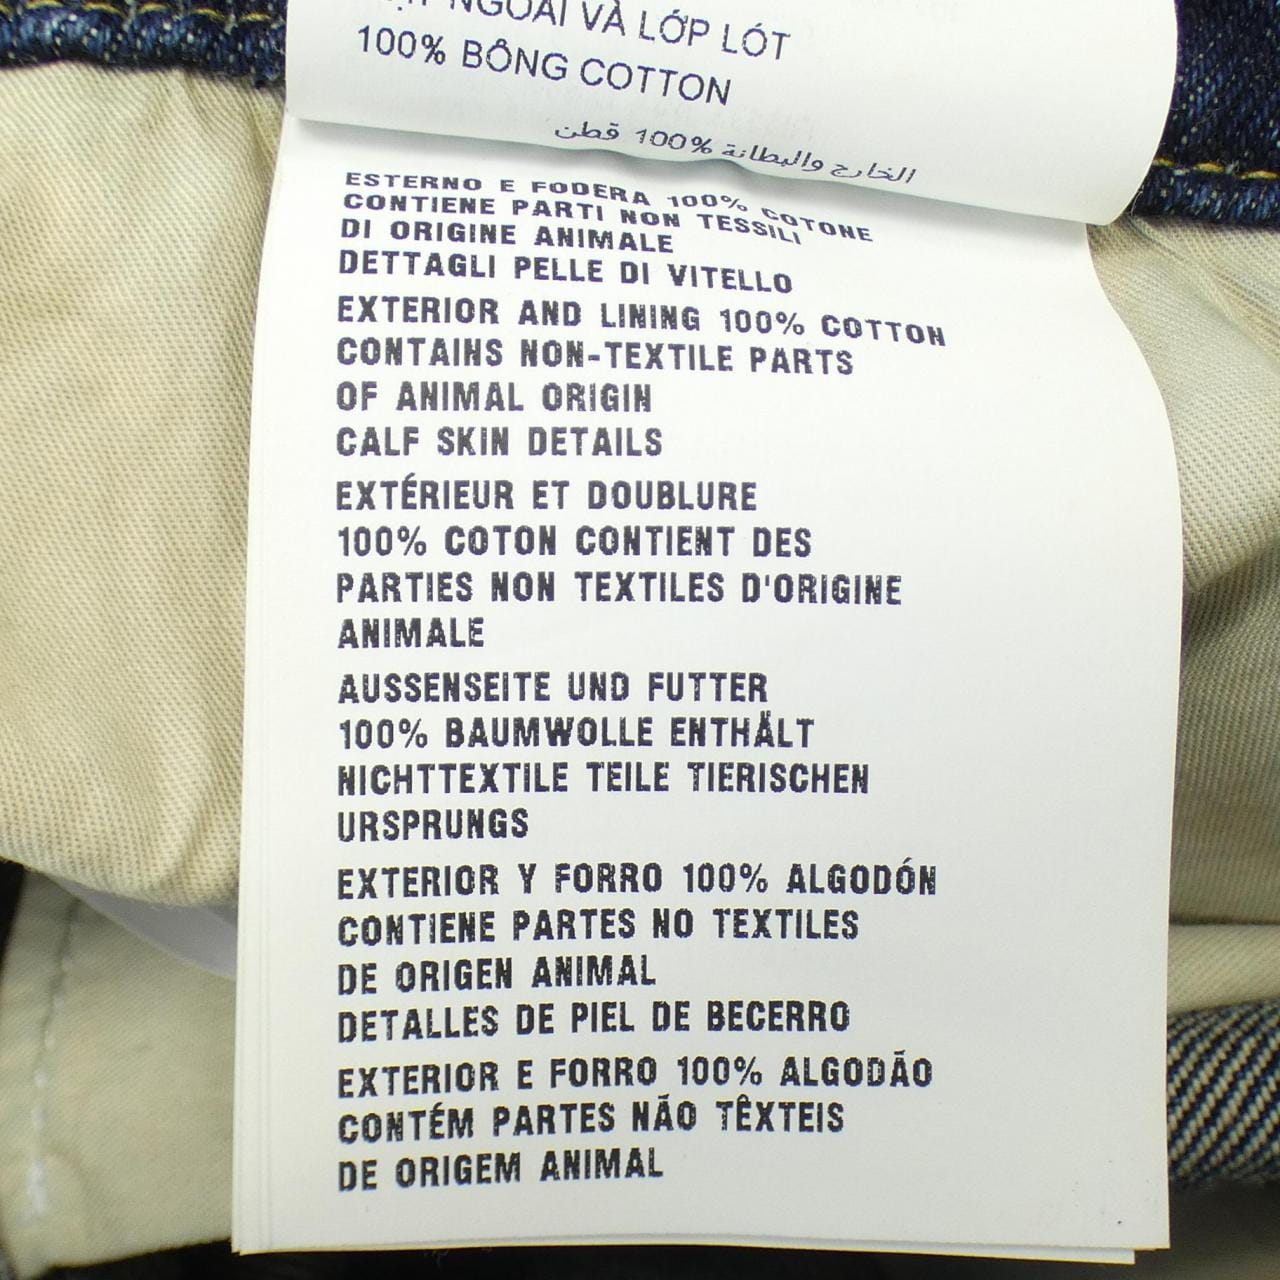 NGOÀI VÀ LỚP LÓT
100% BÔNG COTTON
الخارج والبطانة 100% قطن
ESTERNO E FODERA 100% COTONE
CONTIENE PARTI NON TESSILI
DI ORIGINE ANIMALE
DETTAGLI PELLE DI VITELLO
EXTERIOR AND LINING 100% COTTON
CONTAINS NON-TEXTILE PARTS
OF ANIMAL ORIGIN
CALF SKIN DETAILS
EXTÉRIEUR ET DOUBLURE
100% COTON CONTIENT DES
PARTIES NON TEXTILES D'ORIGINE
ANIMALE
AUSSENSEITE UND FUTTER
100% BAUMWOLLE ENTHÄLT
NICHTTEXTILE TEILE TIERISCHEN
URSPRUNGS
EXTERIOR Y FORRO 100% ALGODÓN
CONTIENE PARTES NO TEXTILES
DE ORIGEN ANIMAL
DETALLES DE PIEL DE BECERRO
EXTERIOR E FORRO 100% ALGODÃO
CONTÉM PARTES NÃO TÊXTEIS
DE ORIGEM ANIMAL